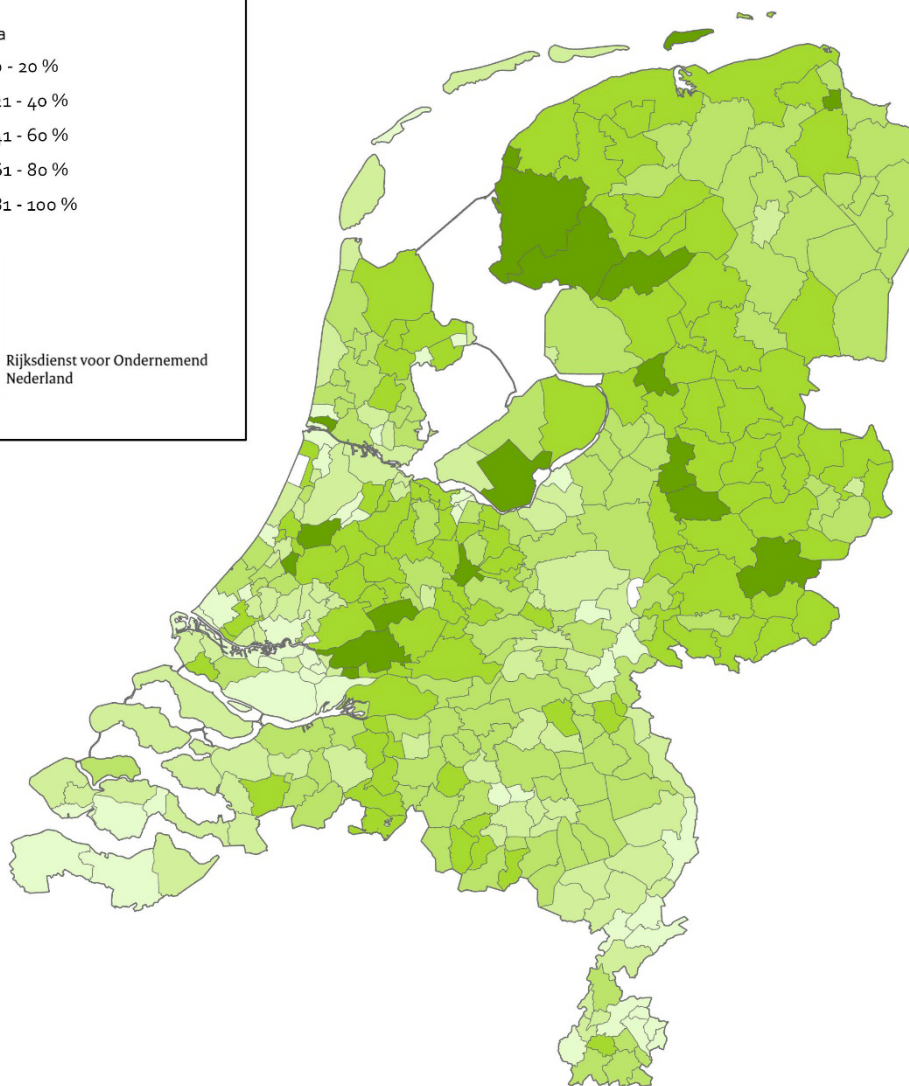 a
- 20 %
1 - 40 %
1 - 60 %
1 - 80 %
1 - 100 %
Rijksdienst voor Ondernemend
Nederland